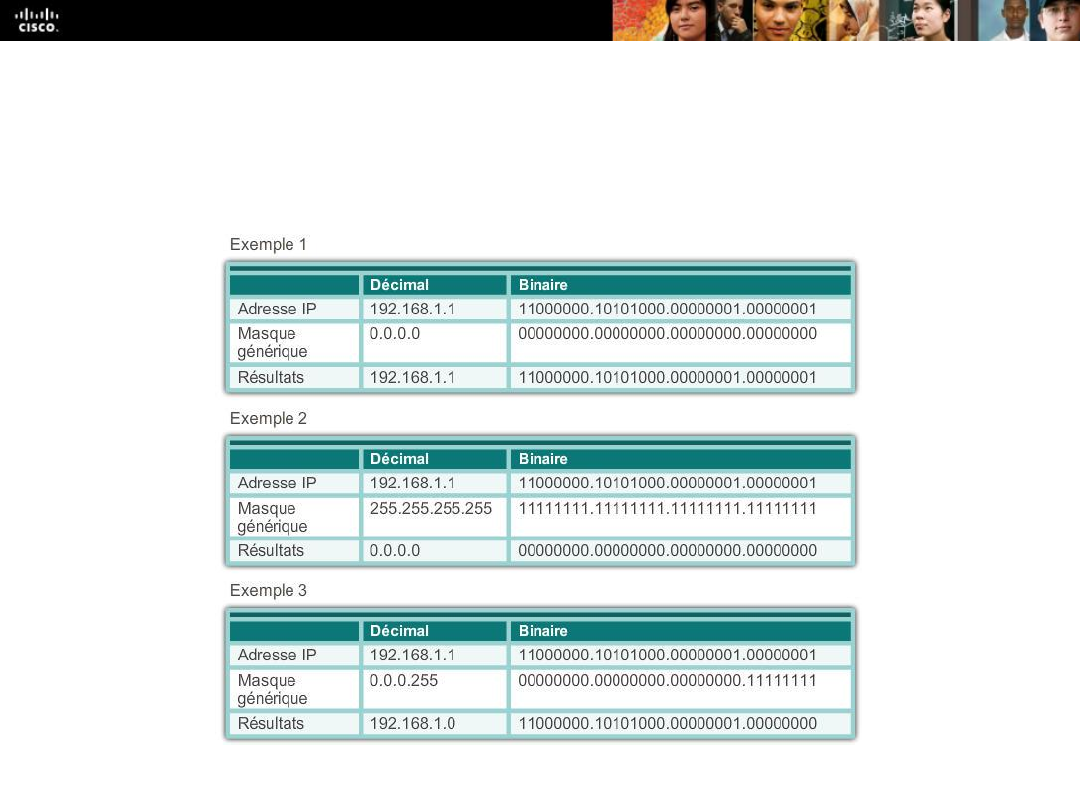 CISCO.
Exemple 1
Décimal Binaire
Adresse IP 192.168.1.1 11000000.10101000.00000001.00000001
Masque générique 0.0.0.0 00000000.00000000.00000000.00000000
Résultats 192.168.1.1 11000000.10101000.00000001.00000001
Exemple 2
Décimal Binaire
Adresse IP 192.168.1.1 11000000.10101000.00000001.00000001
Masque générique 255.255.255.255 11111111.11111111.11111111.11111111
Résultats 0.0.0.0 00000000.00000000.00000000.00000000
Exemple 3
Décimal Binaire
Adresse IP 192.168.1.1 11000000.10101000.00000001.00000001
Masque générique 0.0.0.255 00000000.00000000.00000000.11111111
Résultats 192.168.1.0 11000000.10101000.00000001.00000000